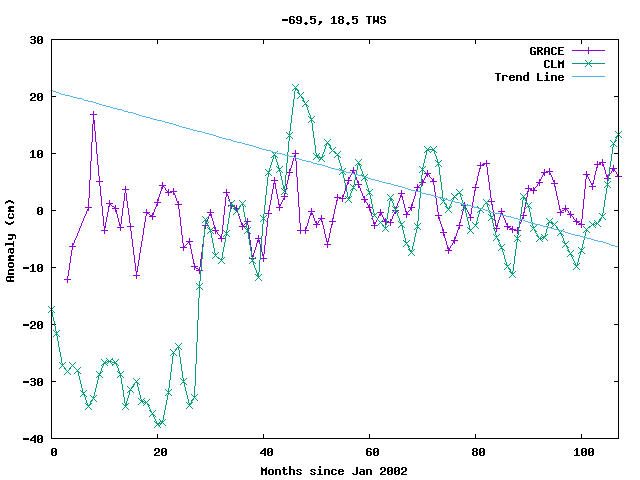 -69.5, 18.5 TWS
GRACE
CLM
Trend Line
30
20
10
0
-10
-20
-30
-40
Anomaly (cm)
0 20 40 60 80 100
Months since Jan 2002